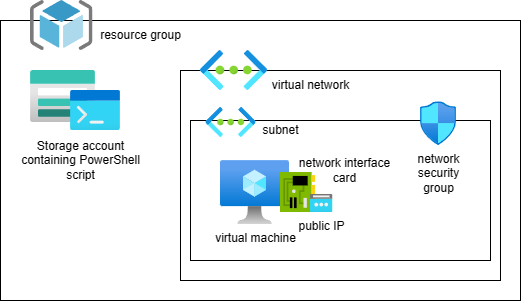 resource group
virtual network
subnet
Storage account
containing PowerShell
script
network interface
card
network
security
group
public IP
virtual machine